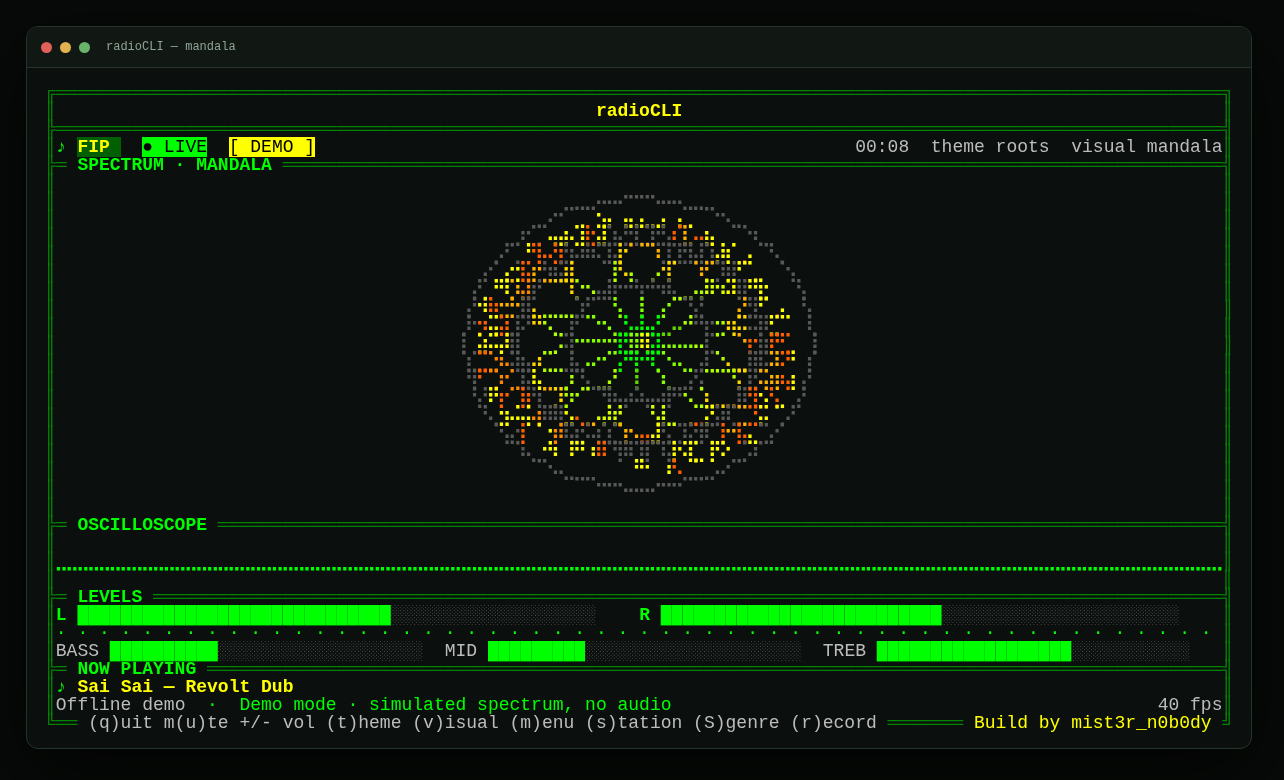 radioCLI — mandala
radioCLI
♪ FIP ● LIVE [ DEMO ] 00:08 theme roots visual mandala
SPECTRUM · MANDALA
OSCILLOSCOPE
LEVELS
L R
BASS MID TREB
NOW PLAYING
♪ Sai Sai — Revolt Dub
Offline demo · Demo mode · simulated spectrum, no audio 40 fps
(q)uit m(u)te +/- vol (t)heme (v)isual (m)enu (s)tation (S)genre (r)ecord Build by mist3r_n0b0dy